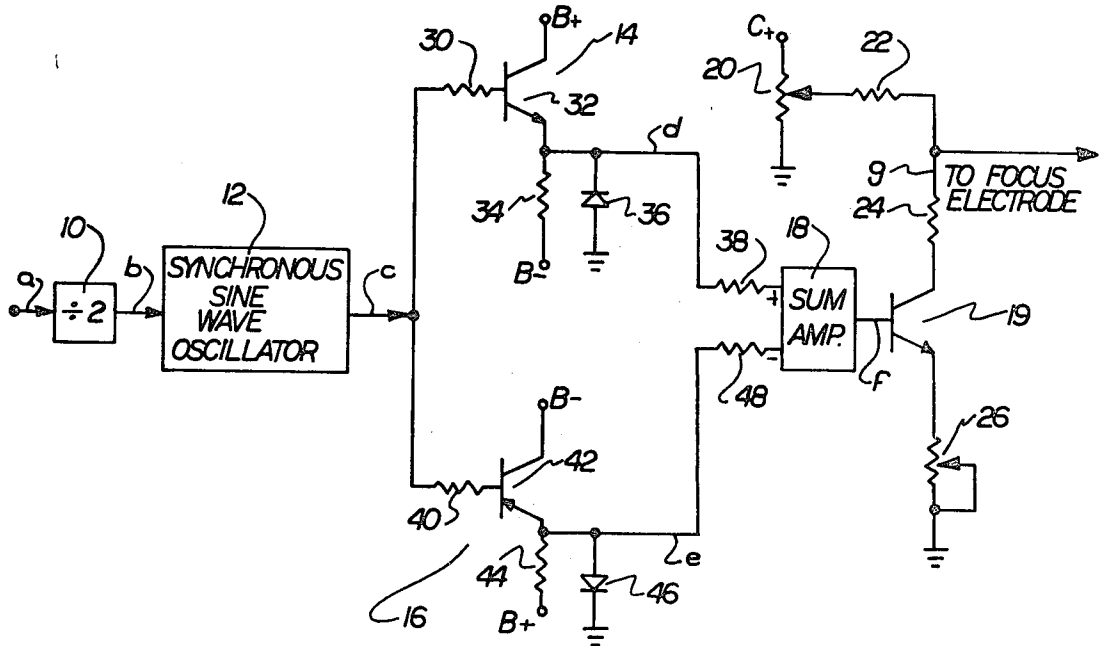 B+
14
30
32
d
34
36
B-
C+
22
20
9
TO FOCUS
ELECTRODE
24
12
10
a
÷2
b
SYNCHRONOUS
SINE
WAVE
OSCILLATOR
c
38
18
+
SUM
AMP.
-
19
f
48
B-
42
40
26
44
e
46
16
B+